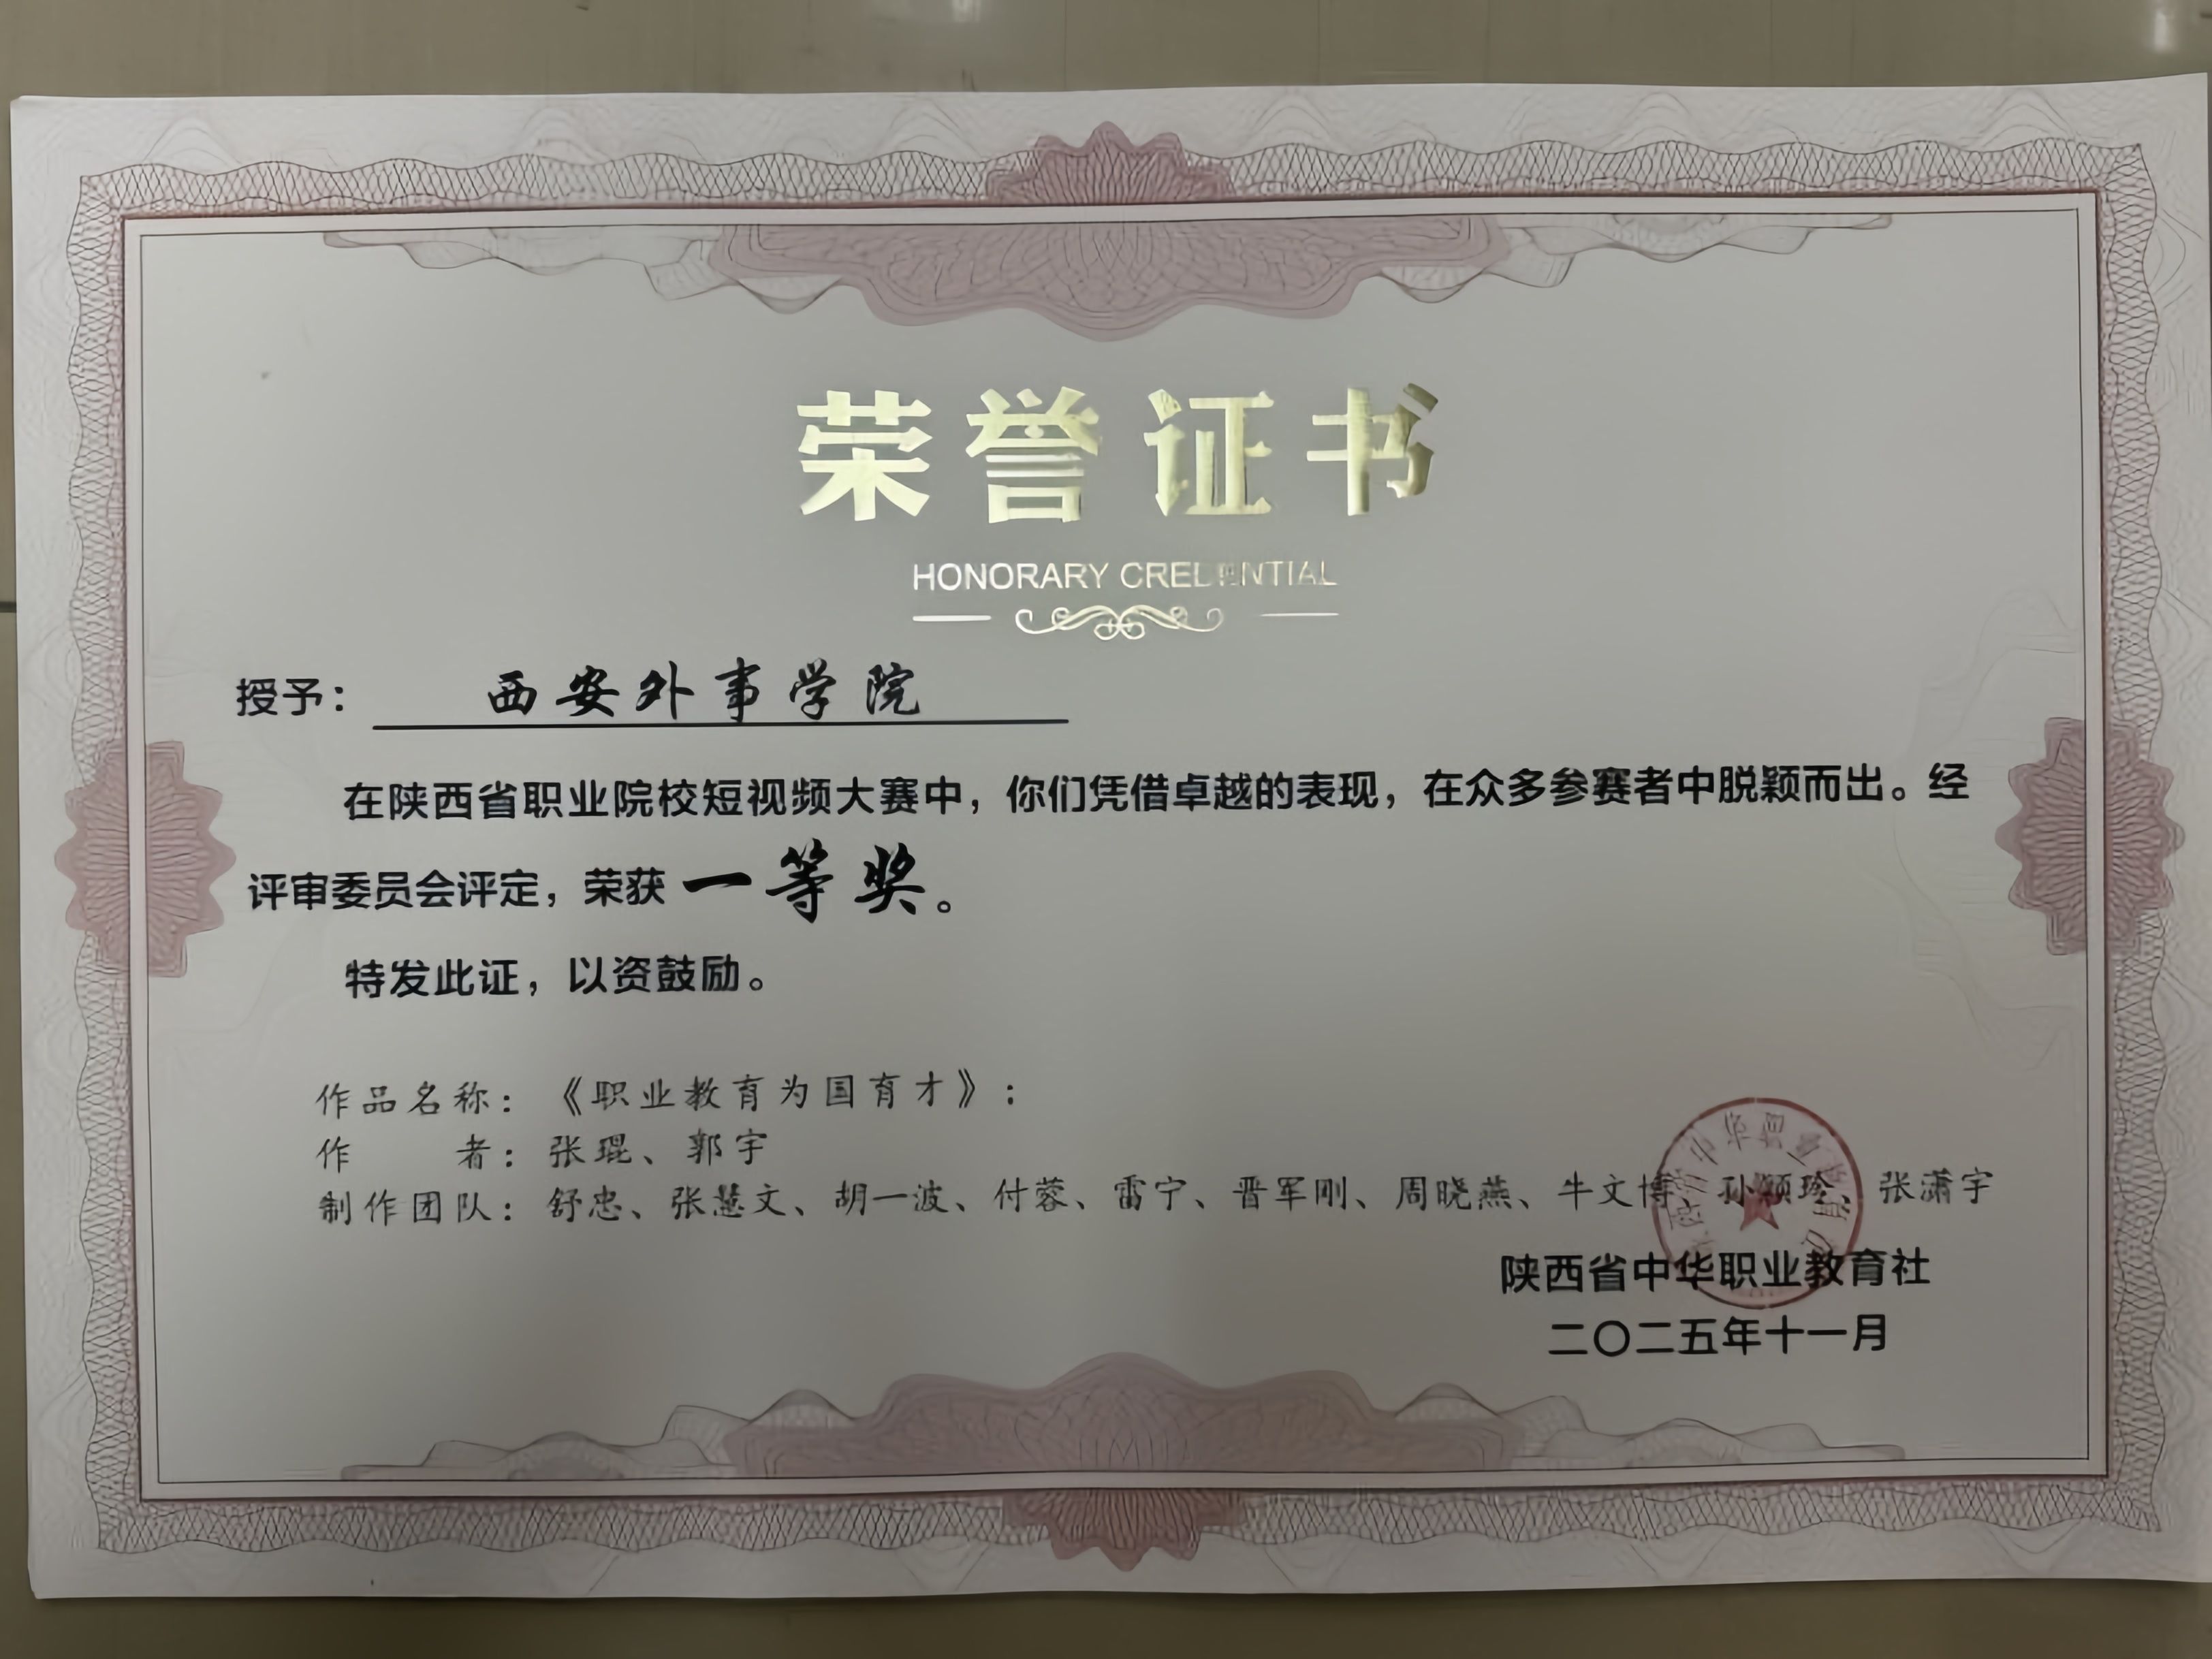 荣誉证书
HONORARY CREDENTIAL
授予： 西安外事学院
在陕西省职业院校短视频大赛中，你们凭借卓越的表现，在众多参赛者中脱颖而出。经
评审委员会评定，荣获 一等奖。
特发此证，以资鼓励。
作品名称：《职业教育为国育才》：
作 者：张琨、郭宇
制作团队：舒忠、张慧文、胡一波、付蓉、雷宁、晋军刚、周晓燕、牛文博、孙颖珍、张潇宇
陕西省中华职业教育社
二〇二五年十一月